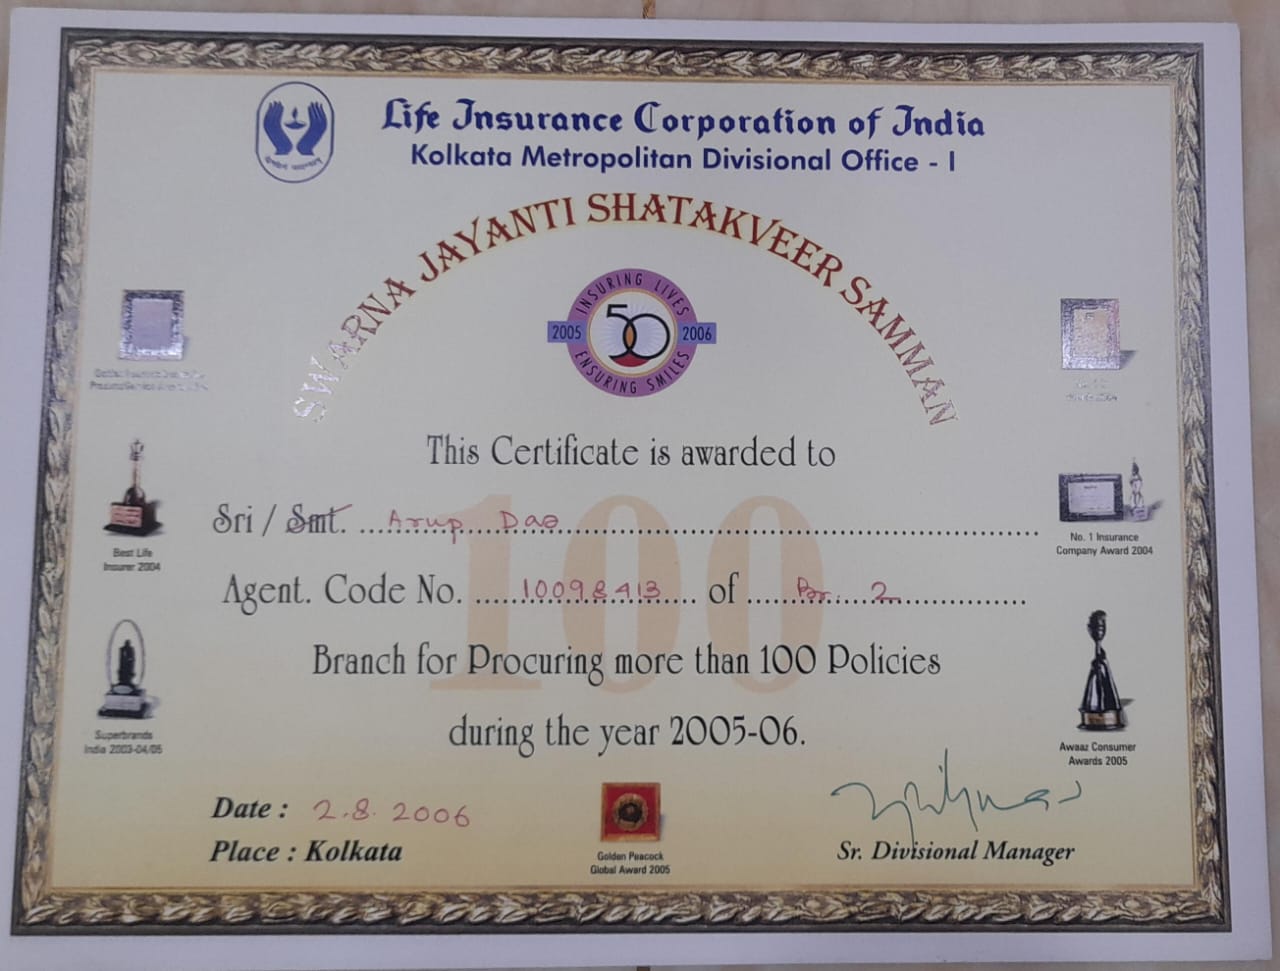 Life Insurance Corporation of India
Kolkata Metropolitan Divisional Office - I
SWARNA JAYANTI SHATAKVEER SAMMAN
INSURING LIVES
2005 50 2006
ENSURING SMILES
This Certificate is awarded to
100
Sri / Smt. Arup Das
Agent. Code No. 10098413 of Br. 2
Branch for Procuring more than 100 Policies
during the year 2005-06.
Best Life
Insurer 2004
Superbrands
India 2003-04/05
No. 1 Insurance
Company Award 2004
Awaaz Consumer
Awards 2005
Date : 2.8.2006
Place : Kolkata
Golden Peacock
Global Award 2005
Sr. Divisional Manager